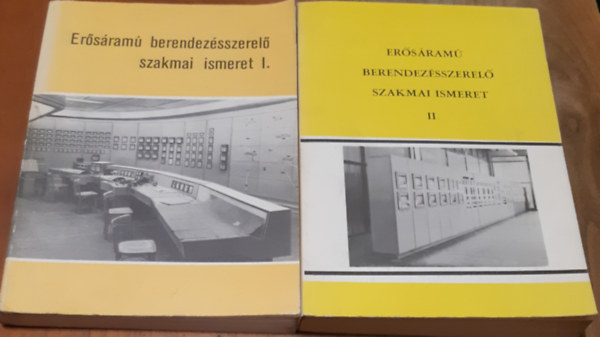 Erősáramú berendezésszerelő
szakmai ismeret I.
ERŐSÁRAMÚ
BERENDEZÉSSZERELŐ
SZAKMAI ISMERET
II